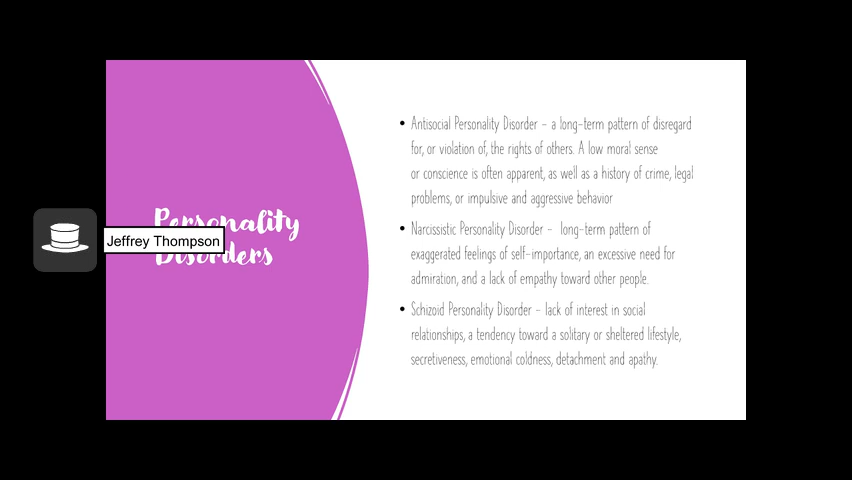 Personality
Disorders
Jeffrey Thompson
• Antisocial Personality Disorder - a long-term pattern of disregard
for, or violation of, the rights of others. A low moral sense
or conscience is often apparent, as well as a history of crime, legal
problems, or impulsive and aggressive behavior
• Narcissistic Personality Disorder - long-term pattern of
exaggerated feelings of self-importance, an excessive need for
admiration, and a lack of empathy toward other people.
• Schizoid Personality Disorder - lack of interest in social
relationships, a tendency toward a solitary or sheltered lifestyle,
secretiveness, emotional coldness, detachment and apathy.